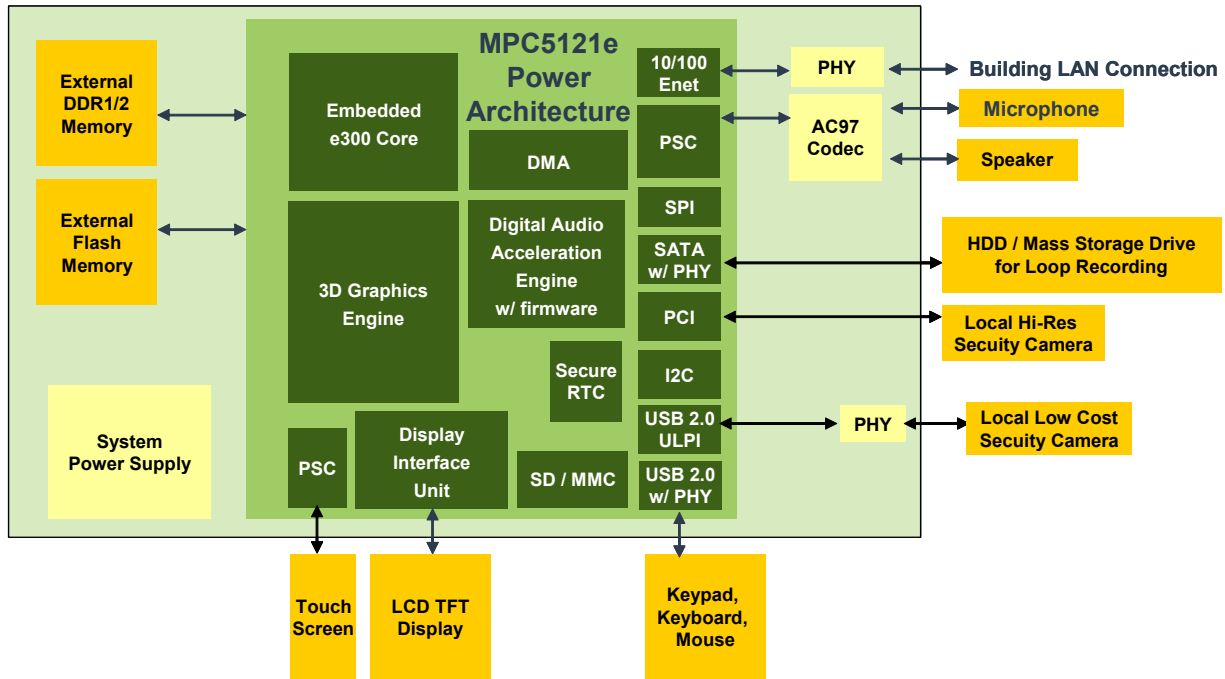 MPC5121e
Power
Architecture
External
DDR1/2
Memory
External
Flash
Memory
System
Power Supply
Embedded
e300 Core
DMA
3D Graphics
Engine
Digital Audio
Acceleration
Engine
w/ firmware
Secure
RTC
PSC
Display
Interface
Unit
SD / MMC
10/100
Enet
PSC
SPI
SATA
w/ PHY
PCI
I2C
USB 2.0
ULPI
USB 2.0
w/ PHY
PHY
AC97
Codec
PHY
Building LAN Connection
Microphone
Speaker
HDD / Mass Storage Drive
for Loop Recording
Local Hi-Res
Secuity Camera
Local Low Cost
Secuity Camera
Touch
Screen
LCD TFT
Display
Keypad,
Keyboard,
Mouse